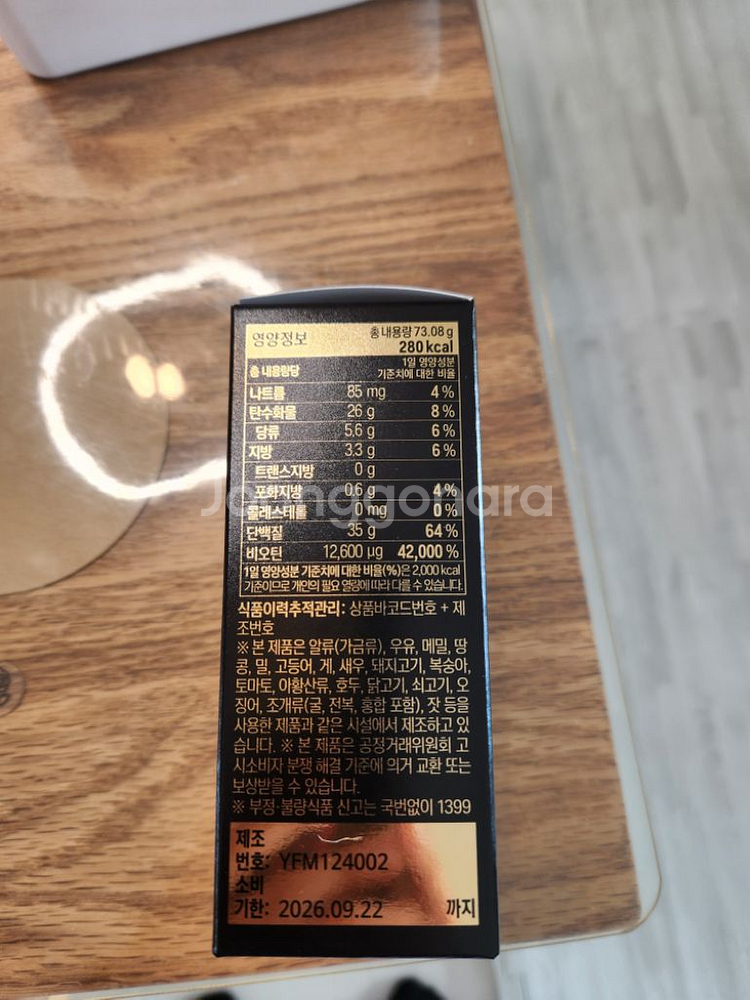 영양정보 총 내용량 73.08 g
280 kcal
총 내용량당 1일 영양성분
기준치에 대한 비율
나트륨 85 mg 4 %
탄수화물 26 g 8 %
당류 5.6 g 6 %
지방 3.3 g 6 %
트랜스지방 0 g
포화지방 0.6 g 4 %
콜레스테롤 0 mg 0 %
단백질 35 g 64 %
비오틴 12,600 μg 42,000 %
1일 영양성분 기준치에 대한 비율(%)은 2,000 kcal
기준이므로 개인의 필요 열량에 따라 다를 수 있습니다.
식품이력추적관리: 상품바코드번호 + 제
조번호
※ 본 제품은 알류(가금류), 우유, 메밀, 땅
콩, 밀, 고등어, 게, 새우, 돼지고기, 복숭아,
토마토, 아황산류, 호두, 닭고기, 쇠고기, 오
징어, 조개류(굴, 전복, 홍합 포함), 잣 등을
사용한 제품과 같은 시설에서 제조하고 있
습니다. ※ 본 제품은 공정거래위원회 고
시소비자 분쟁 해결 기준에 의거 교환 또는
보상받을 수 있습니다.
※ 부정·불량식품 신고는 국번없이 1399
제조
번호: YFM124002
소비
기한: 2026.09.22 까지
Joonggonara